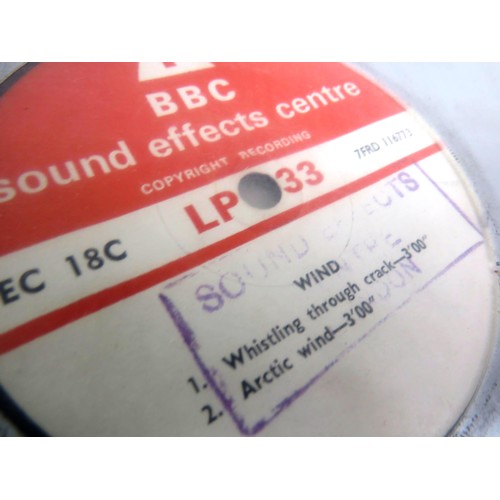 BBC
sound effects centre
COPYRIGHT RECORDING
7FRD 11677
EC 18C
LP 33
SOUND EFFECTS
WIND
1. Whistling through crack—3'00"
2. Arctic wind—3'00"